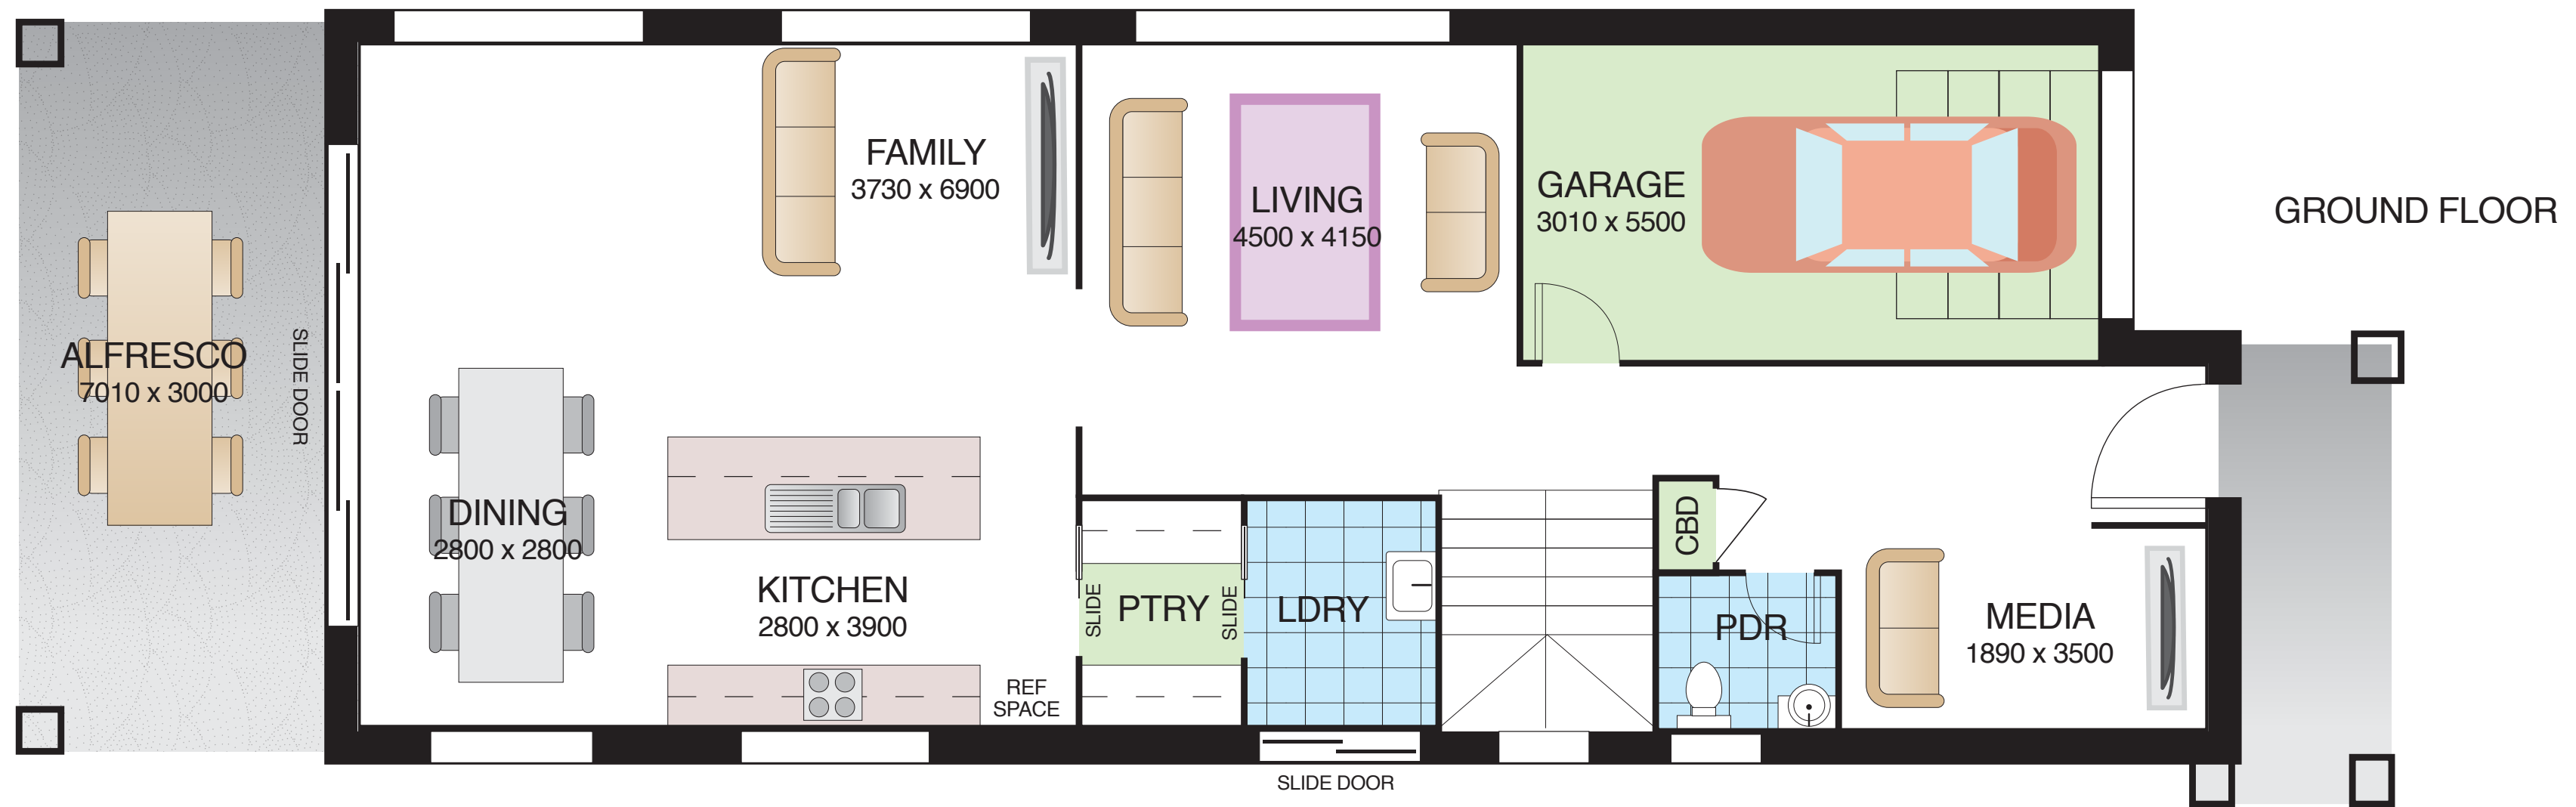 FAMILY
3730 x 6900
LIVING
4500 x 4150
GARAGE
3010 x 5500
GROUND FLOOR
ALFRESCO
7010 x 3000
SLIDE DOOR
DINING
2800 x 2800
KITCHEN
2800 x 3900
REF
SPACE
SLIDE
PTRY
SLIDE
LDRY
CBD
PDR
MEDIA
1890 x 3500
SLIDE DOOR